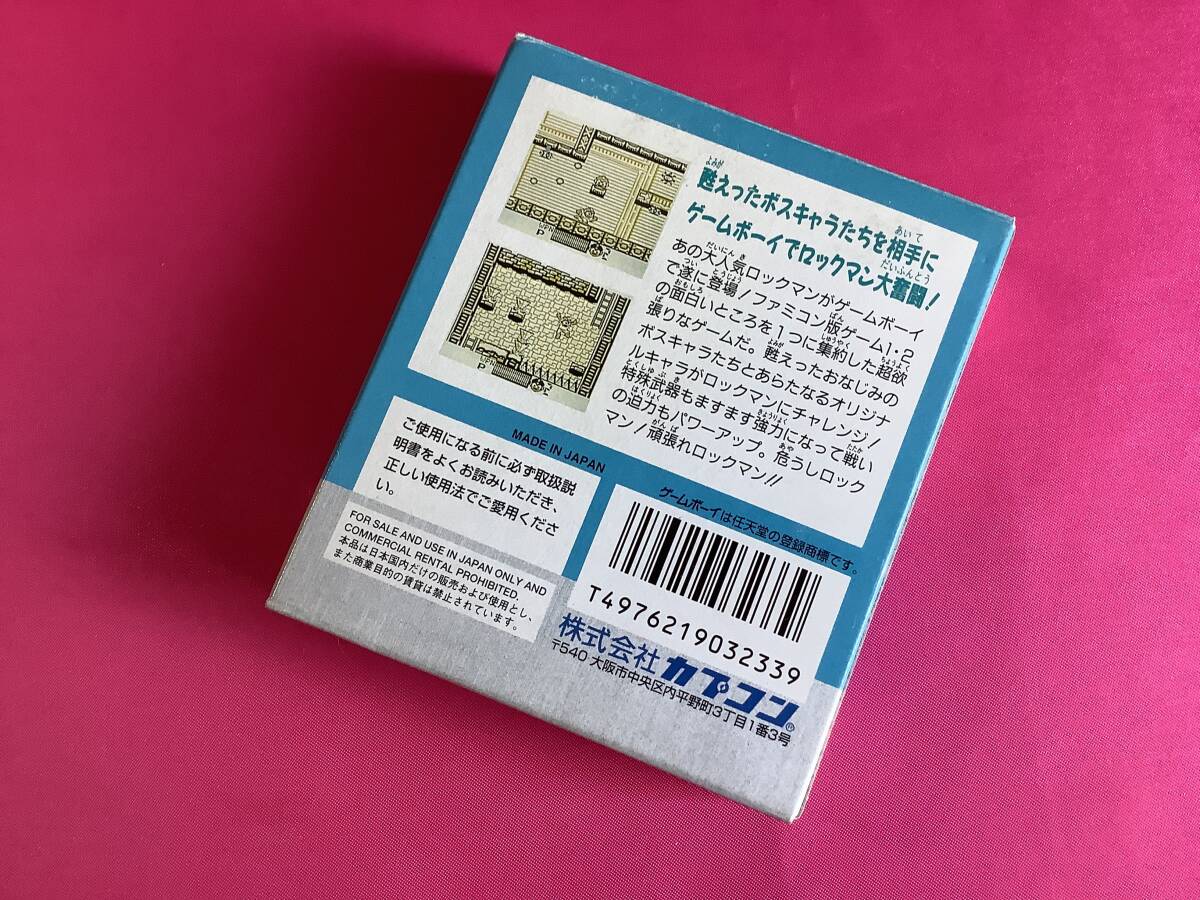 甦えったボスキャラたちを相手に
ゲームボーイでロックマン大奮闘!
あの大人気ロックマンがゲームボーイ
で遂に登場!ファミコン版ゲーム1・2
の面白いところを1つに集約した超欲
張りなゲームだ。甦えったおなじみの
ボスキャラたちとあらたなるオリジナ
ルキャラがロックマンにチャレンジ!
特殊武器もますます強力になって戦い
の迫力もパワーアップ。危うしロック
マン!頑張れロックマン!!
MADE IN JAPAN
ご使用になる前に必ず取扱説
明書をよくお読みいただき、
正しい使用法でご愛用くださ
い。
FOR SALE AND USE IN JAPAN ONLY AND
COMMERCIAL RENTAL PROHIBITED.
本品は日本国内だけの販売および使用とし、
また商業目的の賃貸は禁止されています。
ゲームボーイは任天堂の登録商標です。
T4976219032339
株式会社カプコン®
〒540 大阪市中央区内平野町3丁目1番3号